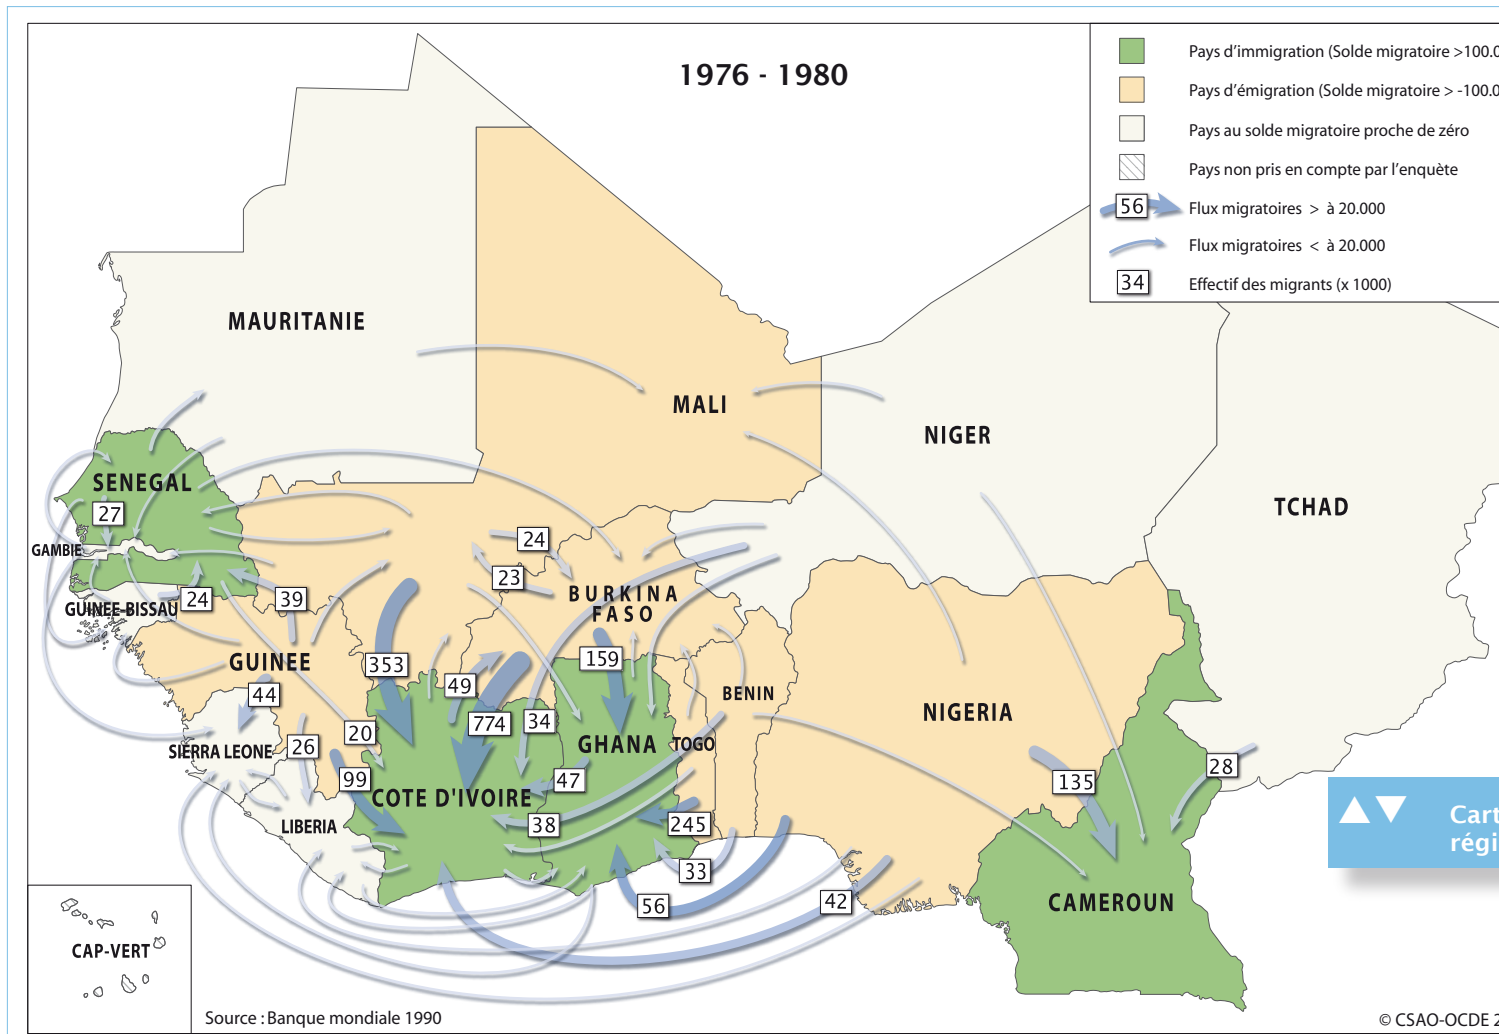 1976 - 1980
Pays d'immigration (Solde migratoire >100.0
Pays d'émigration (Solde migratoire > -100.0
Pays au solde migratoire proche de zéro
Pays non pris en compte par l'enquète
56 Flux migratoires > à 20.000
Flux migratoires < à 20.000
34 Effectif des migrants (x 1000)
MAURITANIE
MALI
NIGER
TCHAD
SENEGAL
27
GAMBIE
24
23
BURKINA
FASO
GUINEE-BISSAU
24
39
GUINEE
353
159
44
49
BENIN
NIGERIA
774
34
20
26
SIERRA LEONE
GHANA
TOGO
99
47
135
28
COTE D'IVOIRE
LIBERIA
38
245
33
56
42
CAMEROUN
Cart
régi
CAP-VERT
Source : Banque mondiale 1990
© CSAO-OCDE 2